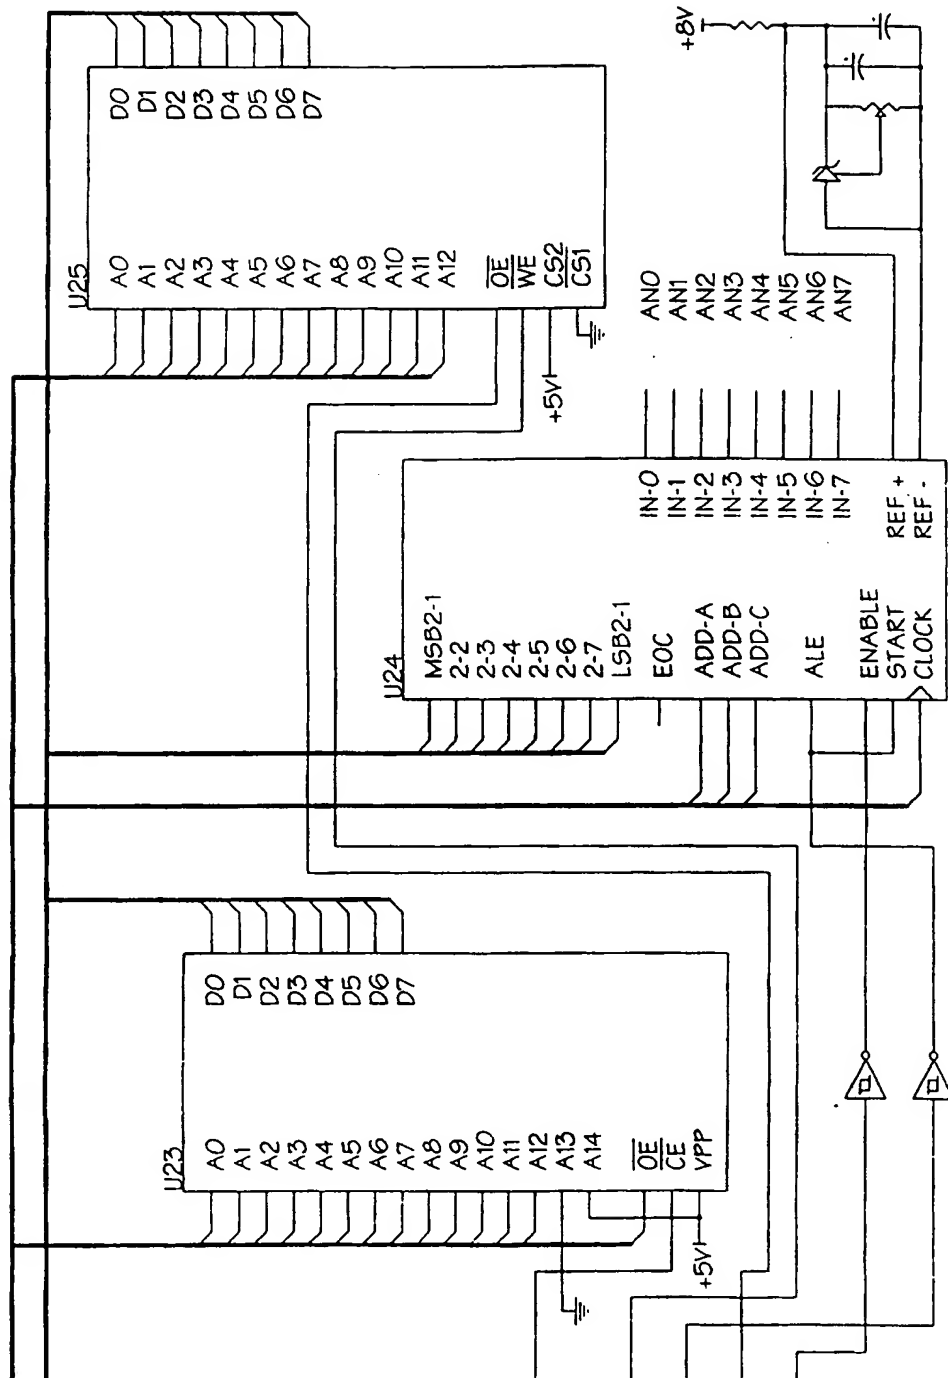 +8V
D0
D1
D2
D3
D4
D5
D6
D7
U25
A0
A1
A2
A3
A4
A5
A6
A7
A8
A9
A10
A11
A12
OE
WE
CS2
CS1
+5V
AN0
AN1
AN2
AN3
AN4
AN5
AN6
AN7
U24
IN-0
IN-1
IN-2
IN-3
IN-4
IN-5
IN-6
IN-7
REF +
REF -
MSB2-1
2-2
2-3
2-4
2-5
2-6
2-7
LSB2-1
EOC
ADD-A
ADD-B
ADD-C
ALE
ENABLE
START
CLOCK
D0
D1
D2
D3
D4
D5
D6
D7
U23
A0
A1
A2
A3
A4
A5
A6
A7
A8
A9
A10
A11
A12
A13
A14
OE
CE
VPP
+5V